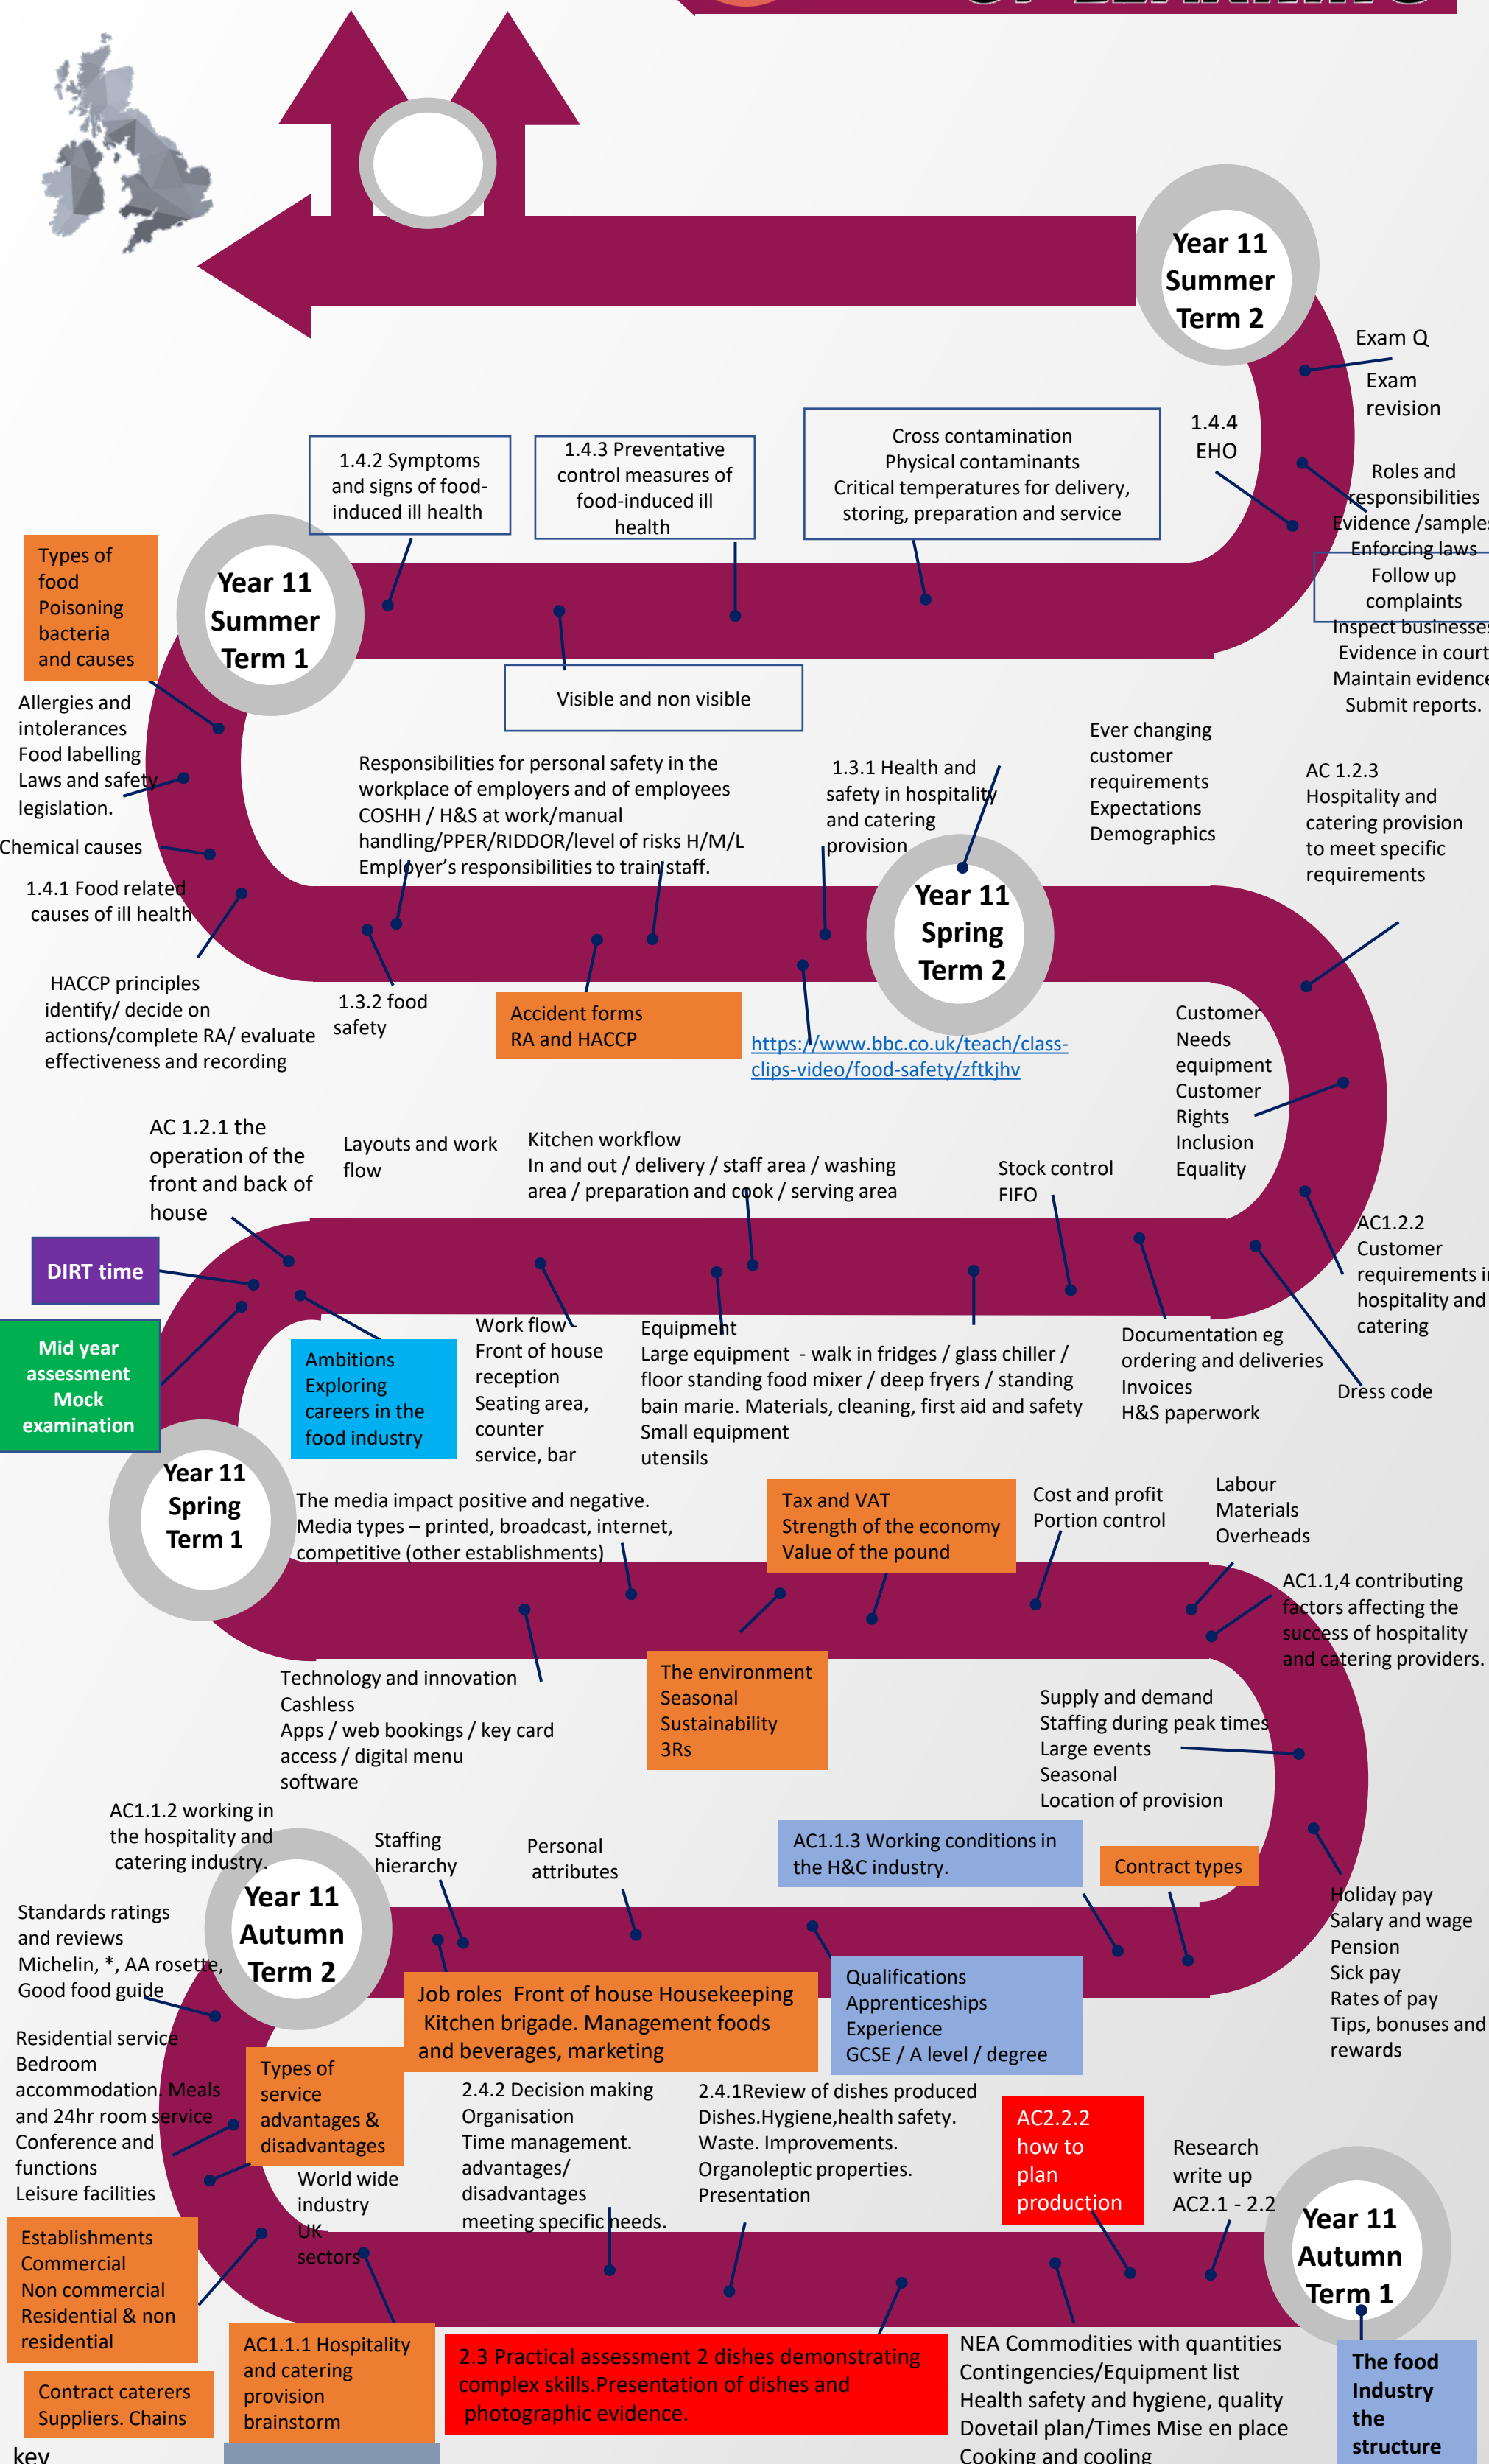 OF LEARNING
Year 11
Summer
Term 2
Exam Q
Exam
revision
1.4.4
EHO
Roles and
responsibilities
Evidence /samples
Enforcing laws
Follow up
complaints
Inspect businesses
Evidence in court
Maintain evidence
Submit reports.
Cross contamination
Physical contaminants
Critical temperatures for delivery,
storing, preparation and service
1.4.3 Preventative
control measures of
food-induced ill
health
1.4.2 Symptoms
and signs of food-
induced ill health
Visible and non visible
Year 11
Summer
Term 1
Types of
food
Poisoning
bacteria
and causes
Allergies and
intolerances
Food labelling
Laws and safety
legislation.
Chemical causes
1.4.1 Food related
causes of ill health
HACCP principles
identify/ decide on
actions/complete RA/ evaluate
effectiveness and recording
Responsibilities for personal safety in the
workplace of employers and of employees
COSHH / H&S at work/manual
handling/PPER/RIDDOR/level of risks H/M/L
Employer's responsibilities to train staff.
1.3.2 food
safety
Accident forms
RA and HACCP
1.3.1 Health and
safety in hospitality
and catering
provision
https://www.bbc.co.uk/teach/class-
clips-video/food-safety/zftkjhv
Year 11
Spring
Term 2
Ever changing
customer
requirements
Expectations
Demographics
AC 1.2.3
Hospitality and
catering provision
to meet specific
requirements
Customer
Needs
equipment
Customer
Rights
Inclusion
Equality
AC1.2.2
Customer
requirements in
hospitality and
catering
Dress code
AC 1.2.1 the
operation of the
front and back of
house
Layouts and work
flow
Kitchen workflow
In and out / delivery / staff area / washing
area / preparation and cook / serving area
Stock control
FIFO
DIRT time
Mid year
assessment
Mock
examination
Ambitions
Exploring
careers in the
food industry
Work flow -
Front of house
reception
Seating area,
counter
service, bar
Equipment
Large equipment - walk in fridges / glass chiller /
floor standing food mixer / deep fryers / standing
bain marie. Materials, cleaning, first aid and safety
Small equipment
utensils
Documentation eg
ordering and deliveries
Invoices
H&S paperwork
Year 11
Spring
Term 1
The media impact positive and negative.
Media types – printed, broadcast, internet,
competitive (other establishments)
Tax and VAT
Strength of the economy
Value of the pound
Cost and profit
Portion control
Labour
Materials
Overheads
AC1.1,4 contributing
factors affecting the
success of hospitality
and catering providers.
Technology and innovation
Cashless
Apps / web bookings / key card
access / digital menu
software
The environment
Seasonal
Sustainability
3Rs
Supply and demand
Staffing during peak times
Large events
Seasonal
Location of provision
AC1.1.2 working in
the hospitality and
catering industry.
Year 11
Autumn
Term 2
Staffing
hierarchy
Personal
attributes
AC1.1.3 Working conditions in
the H&C industry.
Contract types
Holiday pay
Salary and wage
Pension
Sick pay
Rates of pay
Tips, bonuses and
rewards
Standards ratings
and reviews
Michelin, *, AA rosette,
Good food guide
Job roles Front of house Housekeeping
Kitchen brigade. Management foods
and beverages, marketing
Qualifications
Apprenticeships
Experience
GCSE / A level / degree
Residential service
Bedroom
accommodation. Meals
and 24hr room service
Conference and
functions
Leisure facilities
Types of
service
advantages &
disadvantages
World wide
industry
UK
sectors
2.4.2 Decision making
Organisation
Time management.
advantages/
disadvantages
meeting specific needs.
2.4.1Review of dishes produced
Dishes.Hygiene,health safety.
Waste. Improvements.
Organoleptic properties.
Presentation
AC2.2.2
how to
plan
production
Research
write up
AC2.1 - 2.2
Year 11
Autumn
Term 1
Establishments
Commercial
Non commercial
Residential & non
residential
Contract caterers
Suppliers. Chains
AC1.1.1 Hospitality
and catering
provision
brainstorm
2.3 Practical assessment 2 dishes demonstrating
complex skills.Presentation of dishes and
photographic evidence.
NEA Commodities with quantities
Contingencies/Equipment list
Health safety and hygiene, quality
Dovetail plan/Times Mise en place
Cooking and cooling
The food
Industry
the
structure
key